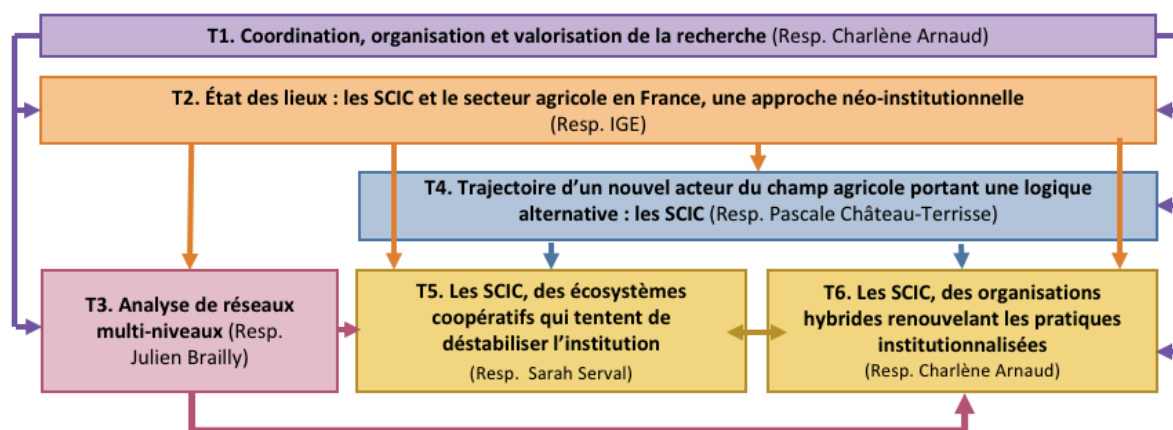 T1. Coordination, organisation et valorisation de la recherche (Resp. Charlène Arnaud)
T2. État des lieux : les SCIC et le secteur agricole en France, une approche néo-institutionnelle
(Resp. IGE)
T4. Trajectoire d’un nouvel acteur du champ agricole portant une logique
alternative : les SCIC (Resp. Pascale Château-Terrisse)
T3. Analyse de réseaux
multi-niveaux (Resp.
Julien Brailly)
T5. Les SCIC, des écosystèmes
coopératifs qui tentent de
déstabiliser l’institution
(Resp. Sarah Serval)
T6. Les SCIC, des organisations
hybrides renouvelant les pratiques
institutionnalisées
(Resp. Charlène Arnaud)